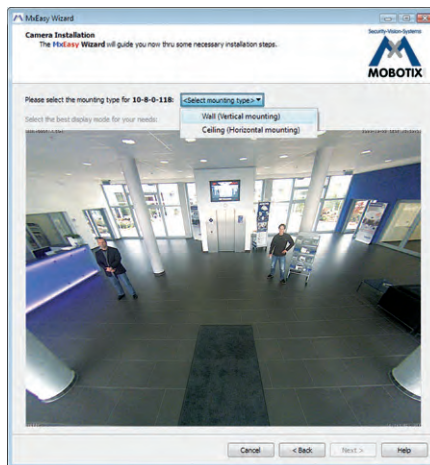 MxEasy Wizard
Camera Installation
The MxEasy Wizard will guide you now thru some necessary installation steps.
Security-Vision-Systems
MOBOTIX
Please select the mounting type for 10-8-0-118: <Select mounting type>
Select the best display mode for your needs:
Wall (Vertical mounting)
Ceiling (Horizontal mounting)
Cancel
< Back
Next >
Help